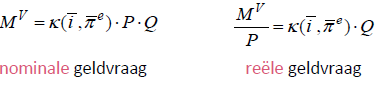 M^V = κ(i̅, π̅^e)·P·Q
M^V / P = κ(i̅, π̅^e)·Q
nominale geldvraag
reële geldvraag